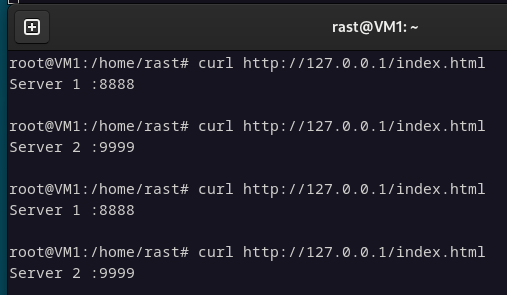 rast@VM1: ~
root@VM1:/home/rast# curl http://127.0.0.1/index.html
Server 1 :8888
root@VM1:/home/rast# curl http://127.0.0.1/index.html
Server 2 :9999
root@VM1:/home/rast# curl http://127.0.0.1/index.html
Server 1 :8888
root@VM1:/home/rast# curl http://127.0.0.1/index.html
Server 2 :9999